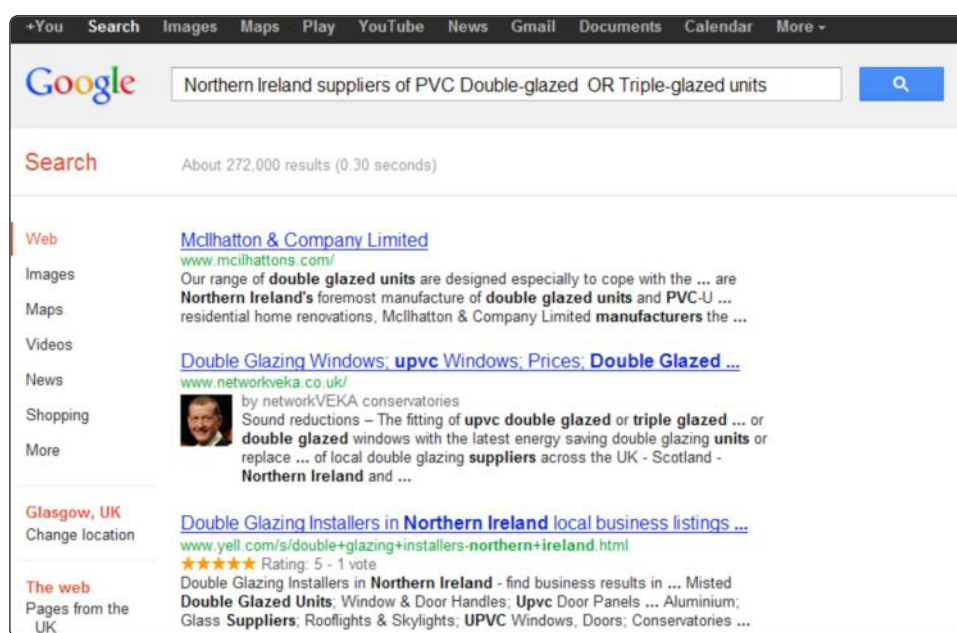 +You Search Images Maps Play YouTube News Gmail Documents Calendar More
Google
Northern Ireland suppliers of PVC Double-glazed OR Triple-glazed units
Search
About 272,000 results (0.30 seconds)
Web
Images
Maps
Videos
News
Shopping
More
Glasgow, UK
Change location
The web
Pages from the
UK
McIlhatton & Company Limited
www.mcilhattons.com/
Our range of double glazed units are designed especially to cope with the ... are
Northern Ireland's foremost manufacture of double glazed units and PVC-U ...
residential home renovations, McIlhatton & Company Limited manufacturers the ...
Double Glazing Windows; upvc Windows; Prices; Double Glazed ...
www.networkveka.co.uk/
by networkVEKA conservatories
Sound reductions – The fitting of upvc double glazed or triple glazed ... or
double glazed windows with the latest energy saving double glazing units or
replace ... of local double glazing suppliers across the UK - Scotland -
Northern Ireland and ...
Double Glazing Installers in Northern Ireland local business listings ...
www.yell.com/s/double+glazing+installers-northern+ireland.html
Rating: 5 - 1 vote
Double Glazing Installers in Northern Ireland - find business results in ... Misted
Double Glazed Units; Window & Door Handles; Upvc Door Panels ... Aluminium;
Glass Suppliers; Rooflights & Skylights; UPVC Windows, Doors; Conservatories ...